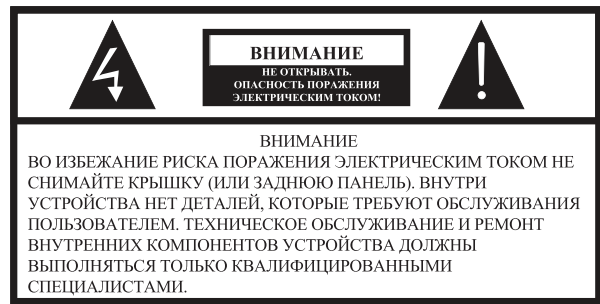 ВНИМАНИЕ
НЕ ОТКРЫВАТЬ.
ОПАСНОСТЬ ПОРАЖЕНИЯ
ЭЛЕКТРИЧЕСКИМ ТОКОМ!
ВНИМАНИЕ
ВО ИЗБЕЖАНИЕ РИСКА ПОРАЖЕНИЯ ЭЛЕКТРИЧЕСКИМ ТОКОМ НЕ
СНИМАЙТЕ КРЫШКУ (ИЛИ ЗАДНЮЮ ПАНЕЛЬ). ВНУТРИ
УСТРОЙСТВА НЕТ ДЕТАЛЕЙ, КОТОРЫЕ ТРЕБУЮТ ОБСЛУЖИВАНИЯ
ПОЛЬЗОВАТЕЛЕМ. ТЕХНИЧЕСКОЕ ОБСЛУЖИВАНИЕ И РЕМОНТ
ВНУТРЕННИХ КОМПОНЕНТОВ УСТРОЙСТВА ДОЛЖНЫ
ВЫПОЛНЯТЬСЯ ТОЛЬКО КВАЛИФИЦИРОВАННЫМИ
СПЕЦИАЛИСТАМИ.